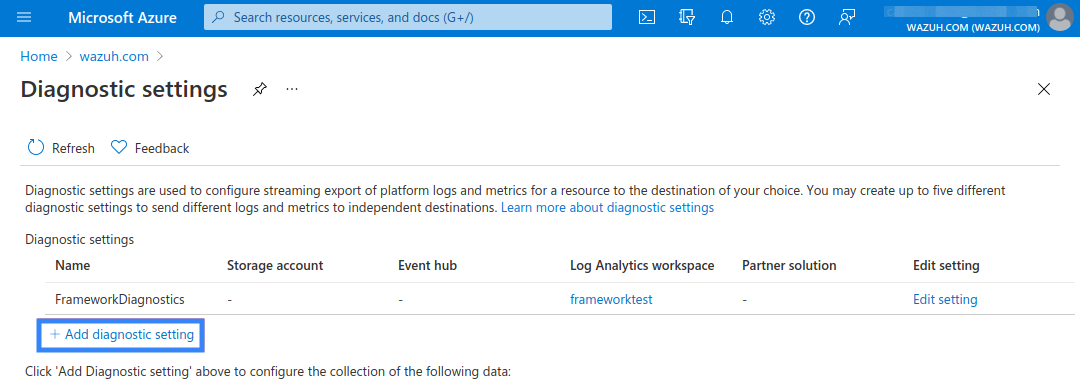 Microsoft Azure
Search resources, services, and docs (G+/)
WAZUH.COM (WAZUH.COM)
Home > wazuh.com >
Diagnostic settings
Refresh Feedback
Diagnostic settings are used to configure streaming export of platform logs and metrics for a resource to the destination of your choice. You may create up to five different
diagnostic settings to send different logs and metrics to independent destinations. Learn more about diagnostic settings
Diagnostic settings
Name Storage account Event hub Log Analytics workspace Partner solution Edit setting
FrameworkDiagnostics - - frameworktest - Edit setting
+ Add diagnostic setting
Click 'Add Diagnostic setting' above to configure the collection of the following data: